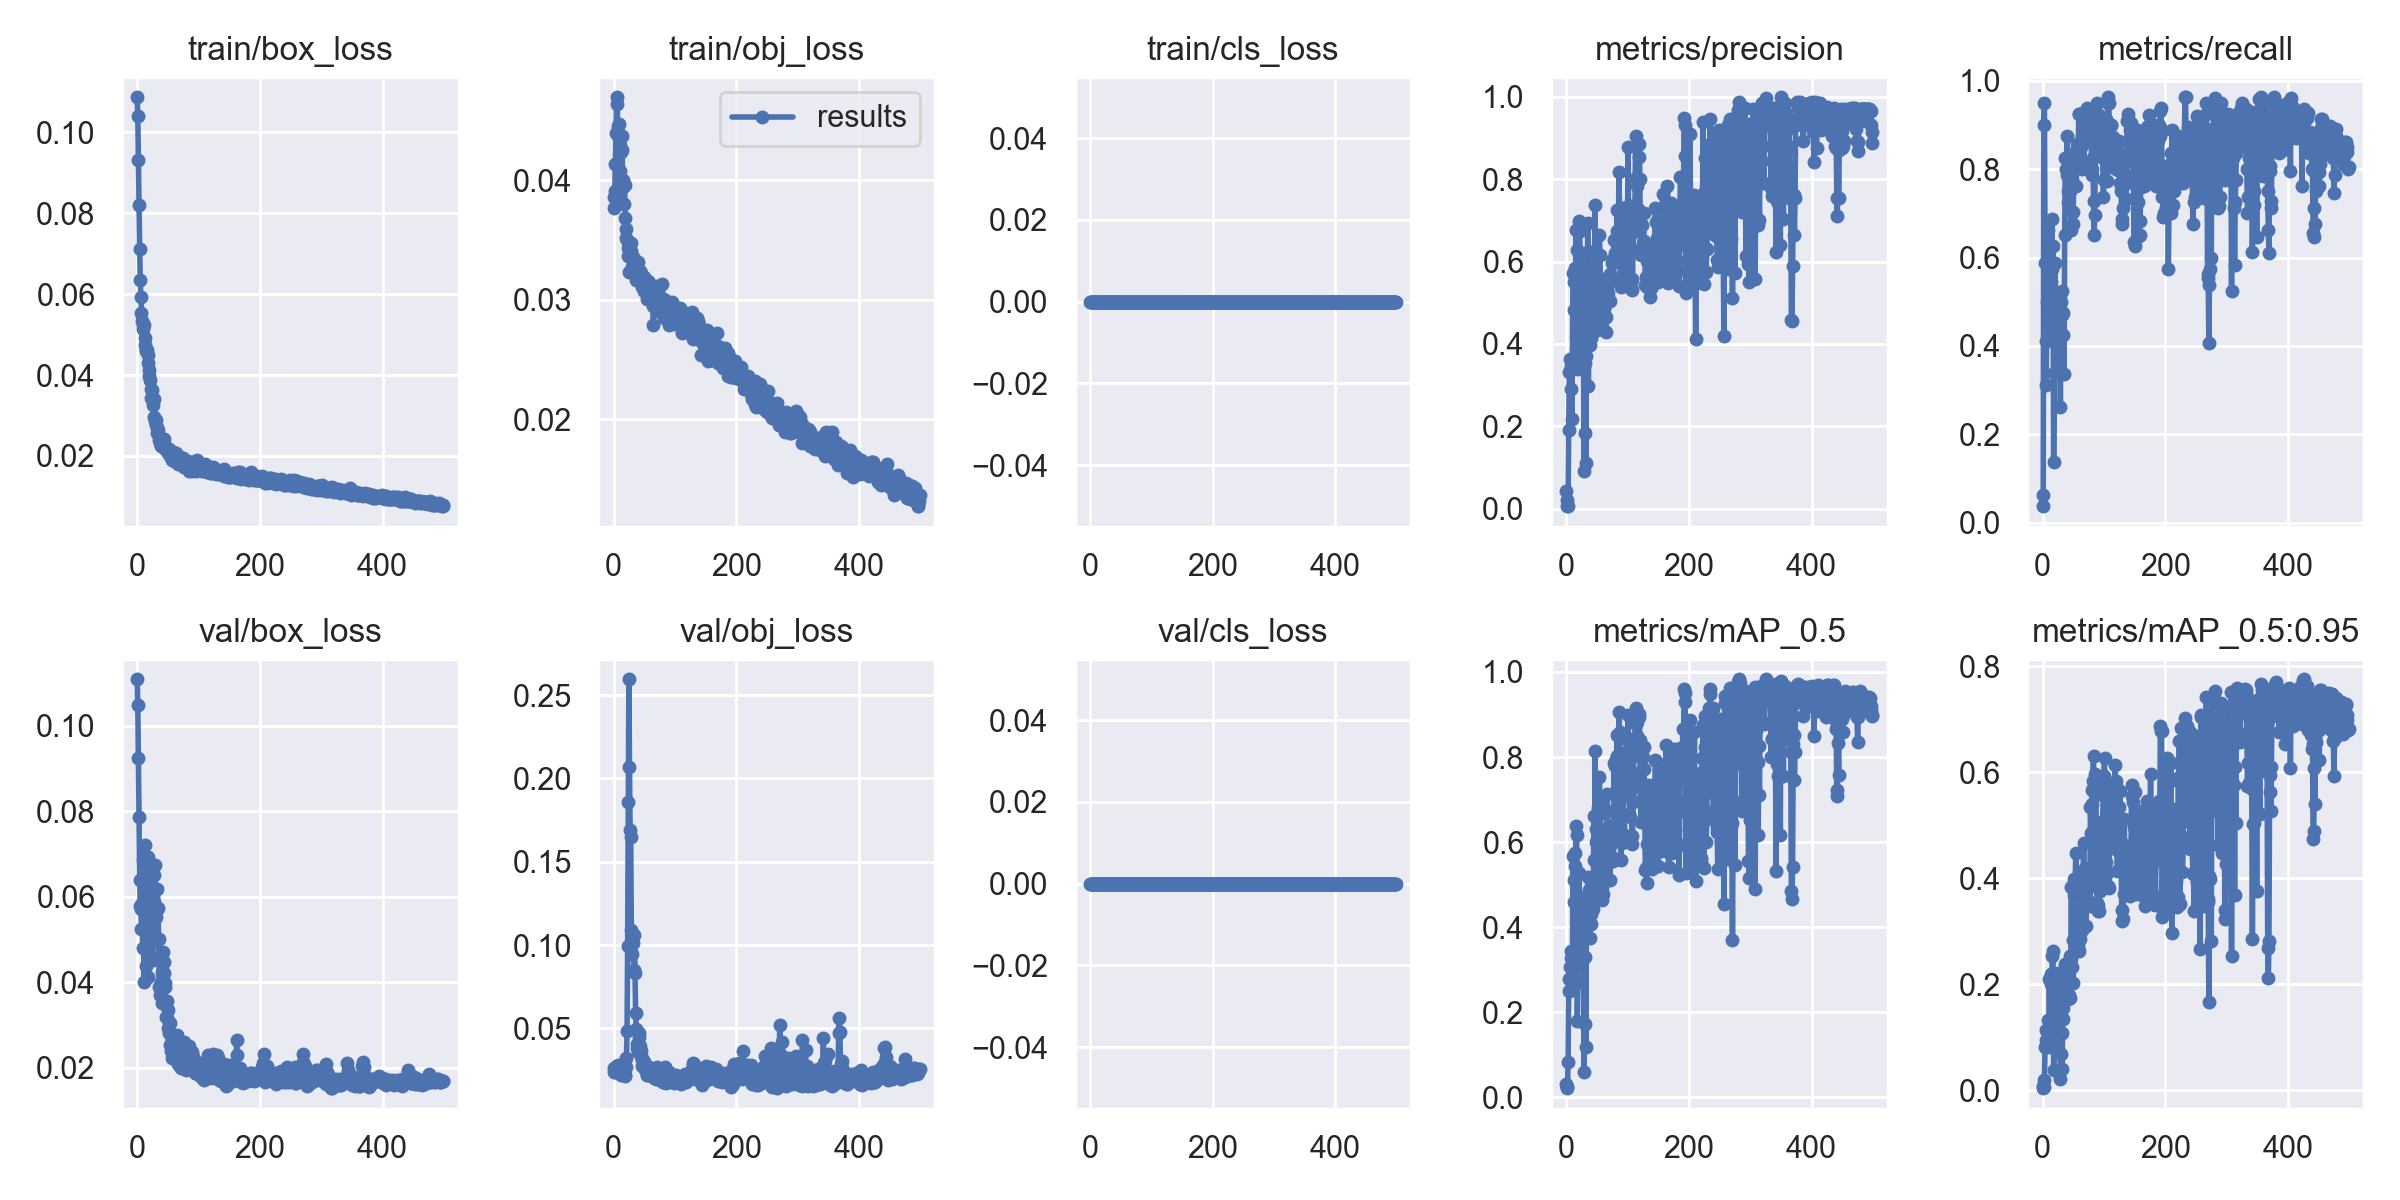 train/box_loss
0.10
0.08
0.06
0.04
0.02
0 200 400
train/obj_loss
results
0.04
0.03
0.02
0 200 400
train/cls_loss
0.04
0.02
0.00
−0.02
−0.04
0 200 400
metrics/precision
1.0
0.8
0.6
0.4
0.2
0.0
0 200 400
metrics/recall
1.0
0.8
0.6
0.4
0.2
0.0
0 200 400
val/box_loss
0.10
0.08
0.06
0.04
0.02
0 200 400
val/obj_loss
0.25
0.20
0.15
0.10
0.05
0 200 400
val/cls_loss
0.04
0.02
0.00
−0.02
−0.04
0 200 400
metrics/mAP_0.5
1.0
0.8
0.6
0.4
0.2
0.0
0 200 400
metrics/mAP_0.5:0.95
0.8
0.6
0.4
0.2
0.0
0 200 400